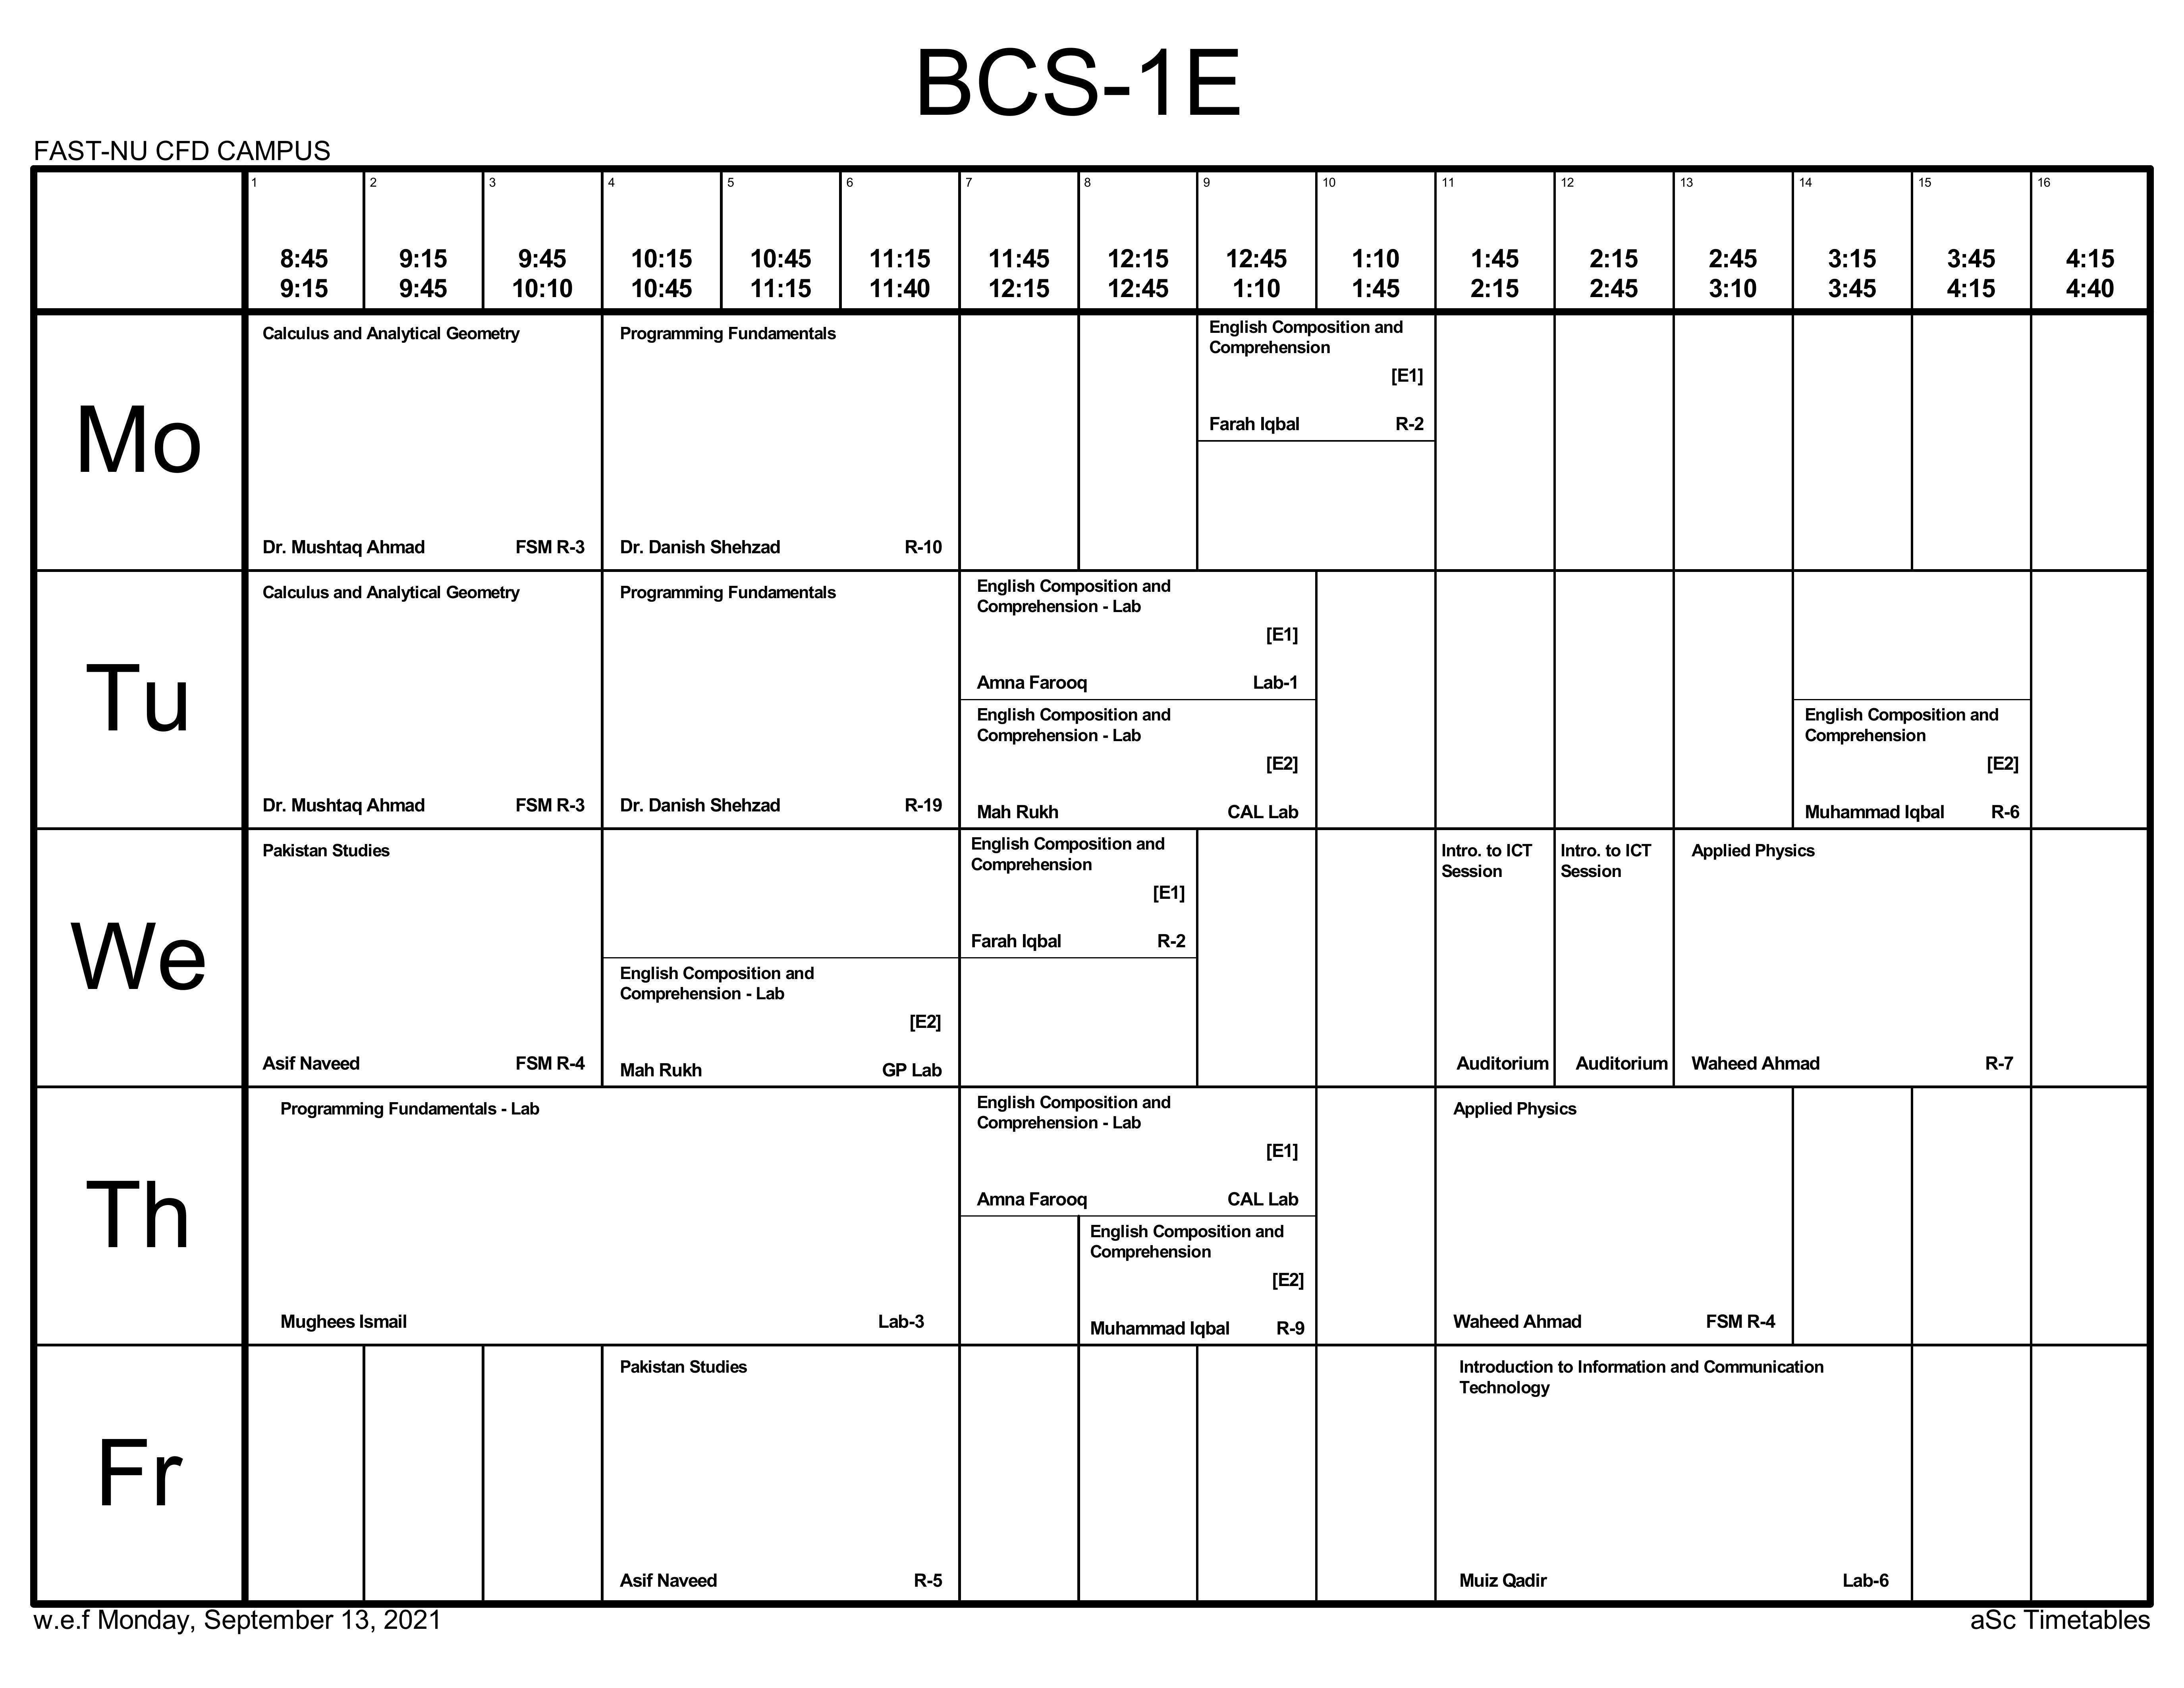 BCS-1E
FAST-NU CFD CAMPUS
1 2 3 4 5 6 7 8 9 10 11 12 13 14 15 16
8:45 9:15 9:45 10:15 10:45 11:15 11:45 12:15 12:45 1:10 1:45 2:15 2:45 3:15 3:45 4:15
9:15 9:45 10:10 10:45 11:15 11:40 12:15 12:45 1:10 1:45 2:15 2:45 3:10 3:45 4:15 4:40
Mo
Calculus and Analytical Geometry
Dr. Mushtaq Ahmad FSM R-3
Programming Fundamentals
Dr. Danish Shehzad R-10
English Composition and
Comprehension
[E1]
Farah Iqbal R-2
Tu
Calculus and Analytical Geometry
Dr. Mushtaq Ahmad FSM R-3
Programming Fundamentals
Dr. Danish Shehzad R-19
English Composition and
Comprehension - Lab
[E1]
Amna Farooq Lab-1
English Composition and
Comprehension - Lab
[E2]
Mah Rukh CAL Lab
English Composition and
Comprehension
[E2]
Muhammad Iqbal R-6
We
Pakistan Studies
Asif Naveed FSM R-4
English Composition and
Comprehension - Lab
[E2]
Mah Rukh GP Lab
English Composition and
Comprehension
[E1]
Farah Iqbal R-2
Intro. to ICT
Session
Auditorium
Intro. to ICT
Session
Auditorium
Applied Physics
Waheed Ahmad R-7
Th
Programming Fundamentals - Lab
Mughees Ismail Lab-3
English Composition and
Comprehension - Lab
[E1]
Amna Farooq CAL Lab
English Composition and
Comprehension
[E2]
Muhammad Iqbal R-9
Applied Physics
Waheed Ahmad FSM R-4
Fr
Pakistan Studies
Asif Naveed R-5
Introduction to Information and Communication
Technology
Muiz Qadir Lab-6
w.e.f Monday, September 13, 2021
aSc Timetables